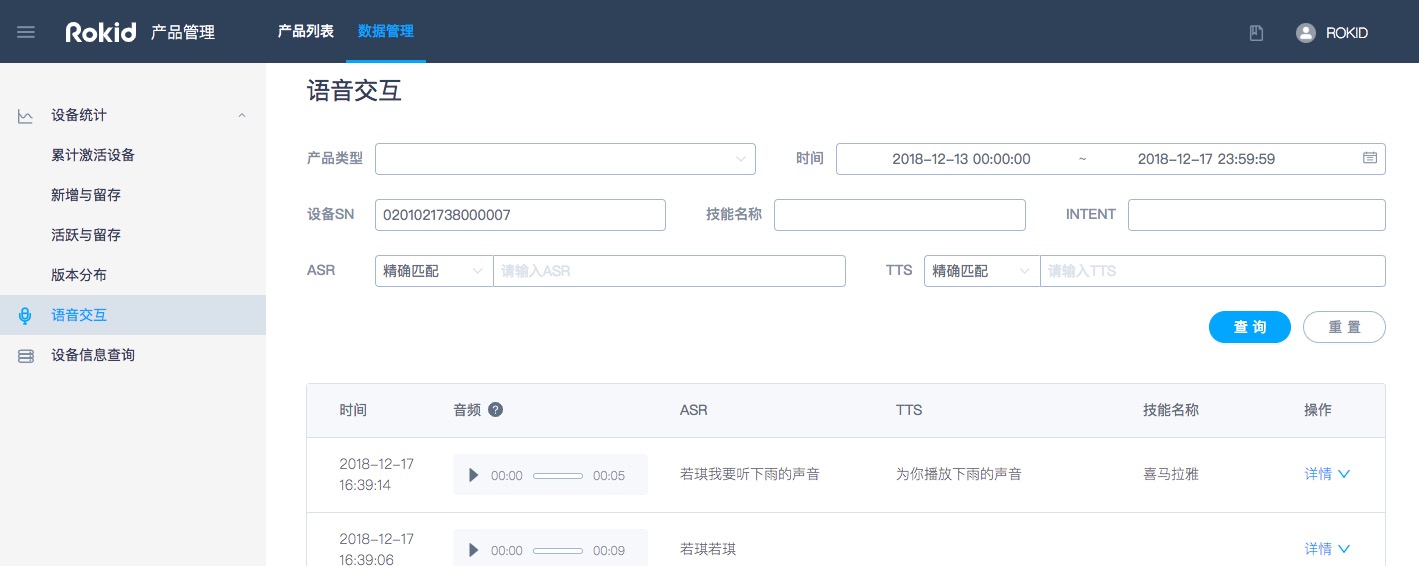 Rokid 产品管理 产品列表 数据管理 ROKID
语音交互
设备统计
累计激活设备
新增与留存
活跃与留存
版本分布
语音交互
设备信息查询
产品类型 时间 2018-12-13 00:00:00 ~ 2018-12-17 23:59:59
设备SN 0201021738000007 技能名称 INTENT
ASR 精确匹配 请输入ASR TTS 精确匹配 请输入TTS
查 询 重 置
时间 音频 ? ASR TTS 技能名称 操作
2018-12-17
16:39:14 00:00 00:05 若琪我要听下雨的声音 为你播放下雨的声音 喜马拉雅 详情
2018-12-17
16:39:06 00:00 00:09 若琪若琪 详情